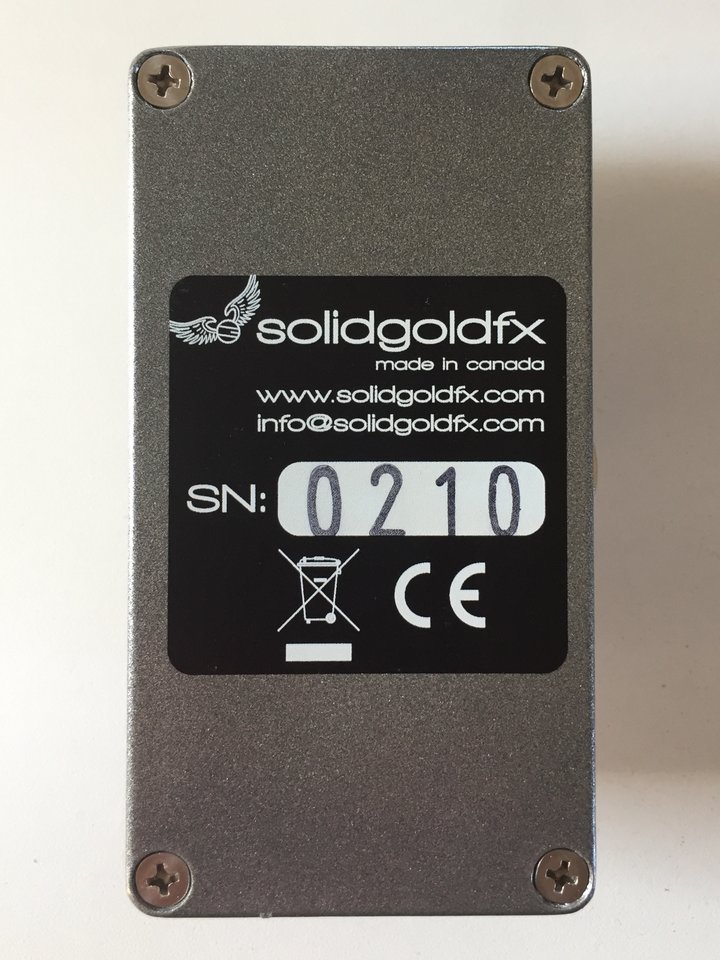 solidgoldfx
made in canada
www.solidgoldfx.com
info@solidgoldfx.com
SN: 0210
CE